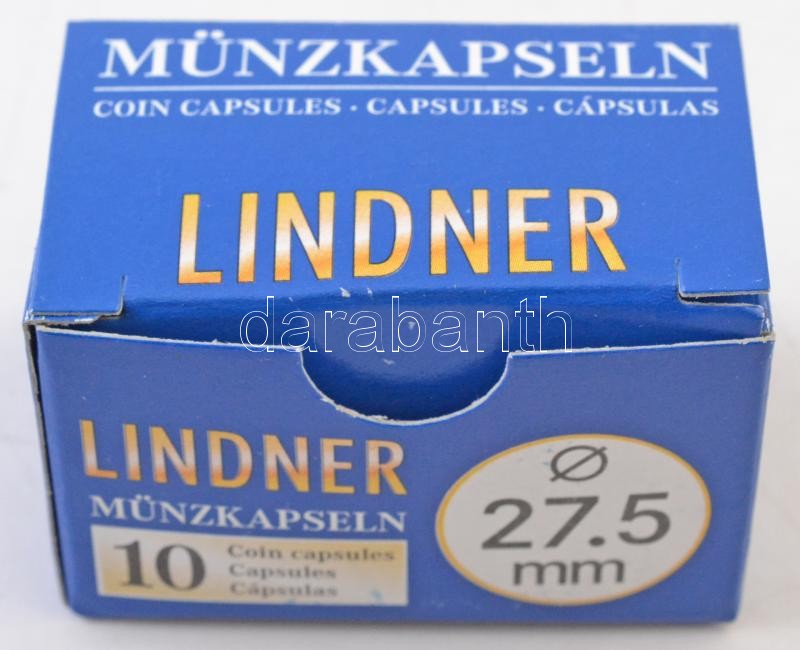 MÜNZKAPSELN
COIN CAPSULES · CAPSULES · CÁPSULAS
LINDNER
darabanth
LINDNER
MÜNZKAPSELN
10
Coin capsules
Capsules
Cápsulas
Ø
27.5
mm